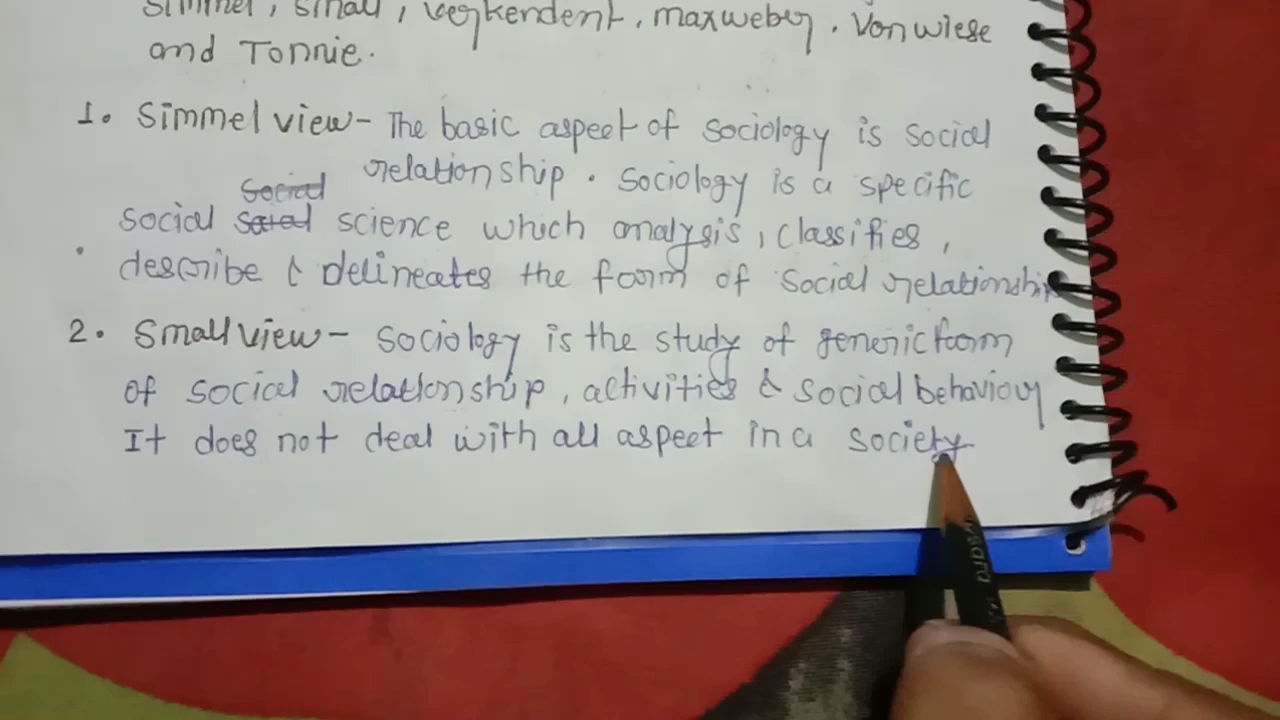 Simmel, Small, Verkendent, maxweber, Vonwiese
and Tonnie.
1. Simmel view - The basic aspect of sociology is social
relationship. Sociology is a specific
social science which analysis, classifies,
describe & delineates the form of social relationship
2. Small view - sociology is the study of generic form
of social relationship, activities & social behaviour
It does not deal with all aspect in a society